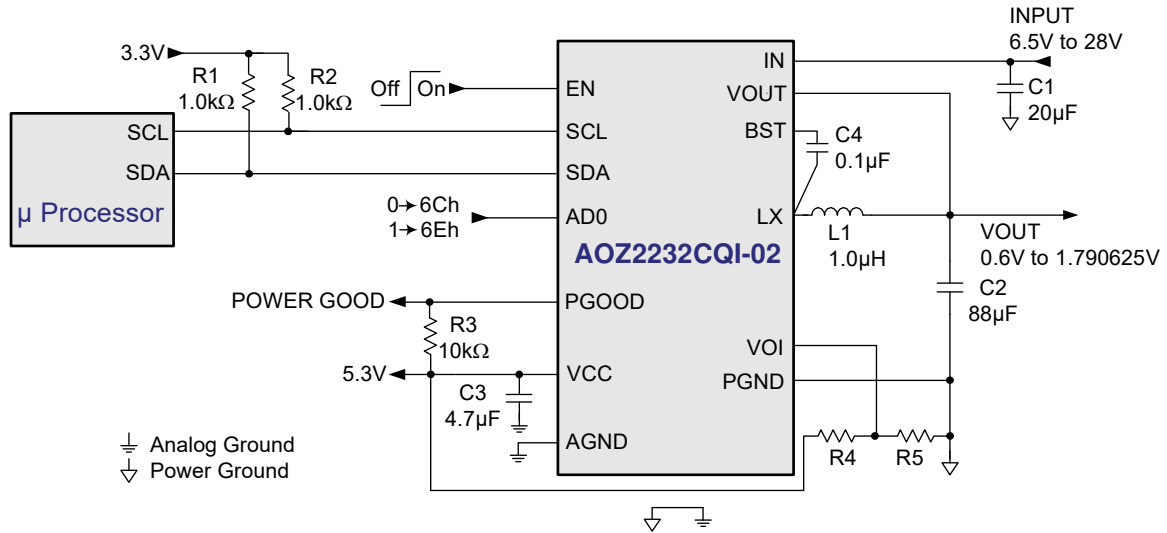 INPUT
6.5V to 28V
3.3V
R1
1.0kΩ
R2
1.0kΩ
Off
On
EN
IN
C1
20µF
VOUT
SCL
SCL
BST
C4
0.1µF
SDA
SDA
µ Processor
0→6Ch
1→6Eh
AD0
LX
L1
1.0µH
VOUT
0.6V to 1.790625V
AOZ2232CQI-02
C2
88µF
POWER GOOD
PGOOD
R3
10kΩ
VOI
5.3V
VCC
PGND
C3
4.7µF
AGND
R4
R5
Analog Ground
Power Ground